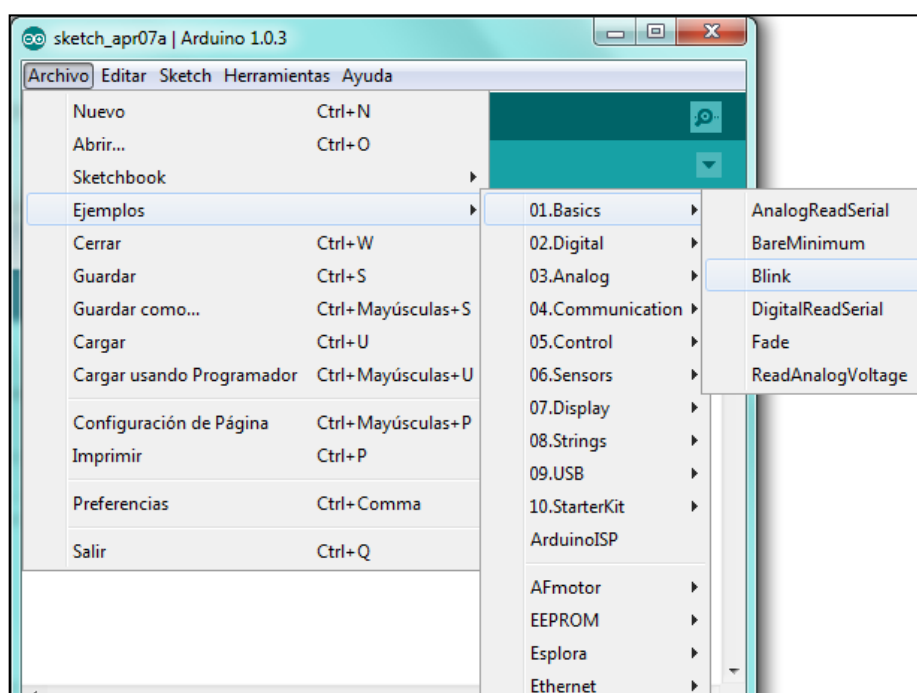 sketch_apr07a | Arduino 1.0.3
Archivo Editar Sketch Herramientas Ayuda
Nuevo Ctrl+N
Abrir... Ctrl+O
Sketchbook
Ejemplos
Cerrar Ctrl+W
Guardar Ctrl+S
Guardar como... Ctrl+Mayúsculas+S
Cargar Ctrl+U
Cargar usando Programador Ctrl+Mayúsculas+U
Configuración de Página Ctrl+Mayúsculas+P
Imprimir Ctrl+P
Preferencias Ctrl+Comma
Salir Ctrl+Q
01.Basics
02.Digital
03.Analog
04.Communication
05.Control
06.Sensors
07.Display
08.Strings
09.USB
10.StarterKit
ArduinoISP
AFmotor
EEPROM
Esplora
Ethernet
AnalogReadSerial
BareMinimum
Blink
DigitalReadSerial
Fade
ReadAnalogVoltage